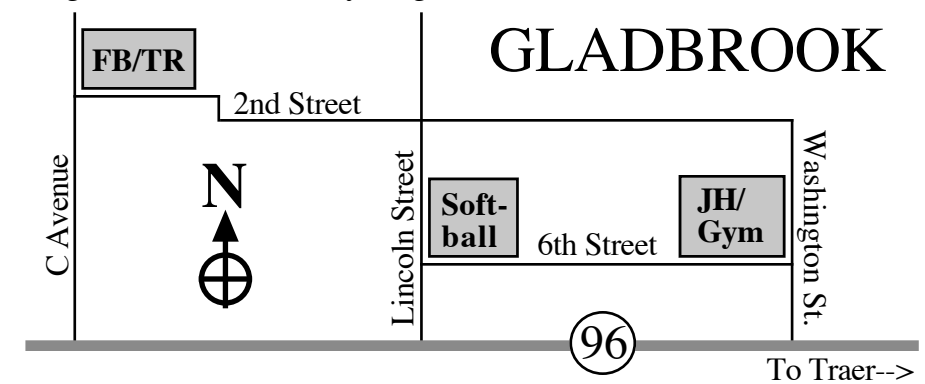 GLADBROOK
FB/TR
2nd Street
C Avenue
N
Lincoln Street
Soft-
ball
6th Street
JH/
Gym
Washington St.
96
To Traer-->